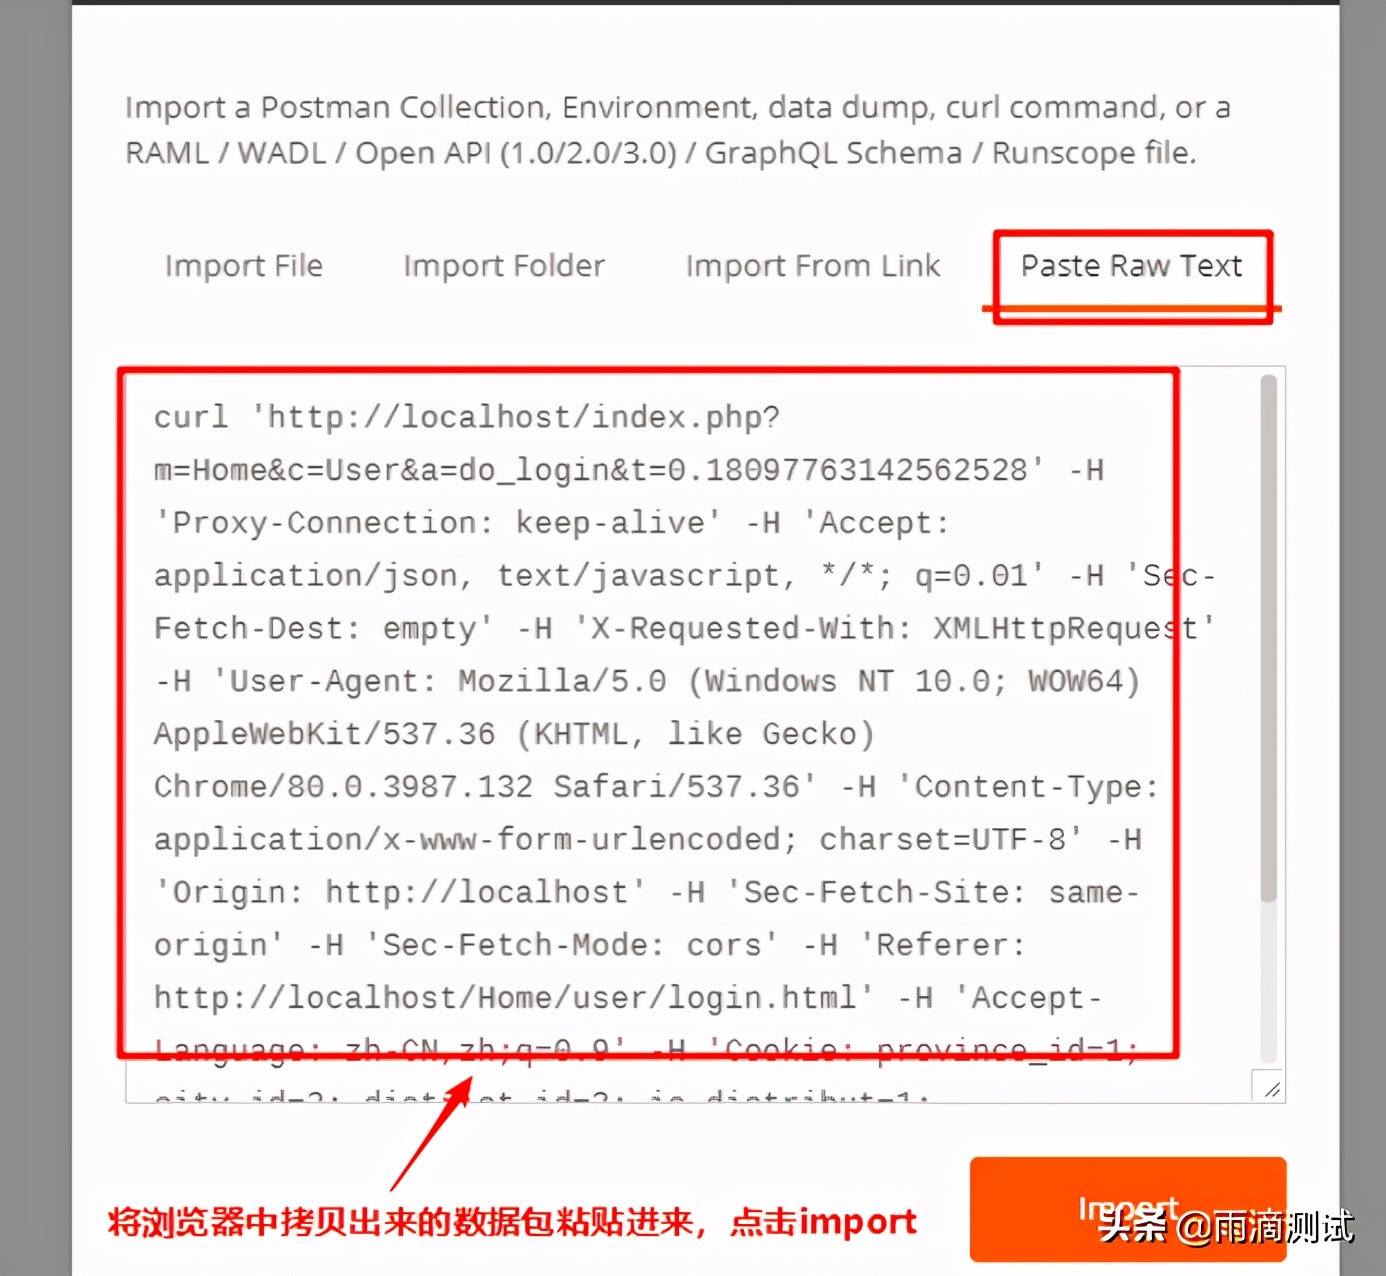 Import a Postman Collection, Environment, data dump, curl command, or a
RAML / WADL / Open API (1.0/2.0/3.0) / GraphQL Schema / Runscope file.
Import File Import Folder Import From Link Paste Raw Text
curl 'http://localhost/index.php?
m=Home&c=User&a=do_login&t=0.18097763142562528' -H
'Proxy-Connection: keep-alive' -H 'Accept:
application/json, text/javascript, */*; q=0.01' -H 'Sec-
Fetch-Dest: empty' -H 'X-Requested-With: XMLHttpRequest'
-H 'User-Agent: Mozilla/5.0 (Windows NT 10.0; WOW64)
AppleWebKit/537.36 (KHTML, like Gecko)
Chrome/80.0.3987.132 Safari/537.36' -H 'Content-Type:
application/x-www-form-urlencoded; charset=UTF-8' -H
'Origin: http://localhost' -H 'Sec-Fetch-Site: same-
origin' -H 'Sec-Fetch-Mode: cors' -H 'Referer:
http://localhost/Home/user/login.html' -H 'Accept-
Language: zh-CN,zh;q=0.9' -H 'Cookie: province_id=1;
将浏览器中拷贝出来的数据包粘贴进来，点击import
Import
头条 @雨滴测试